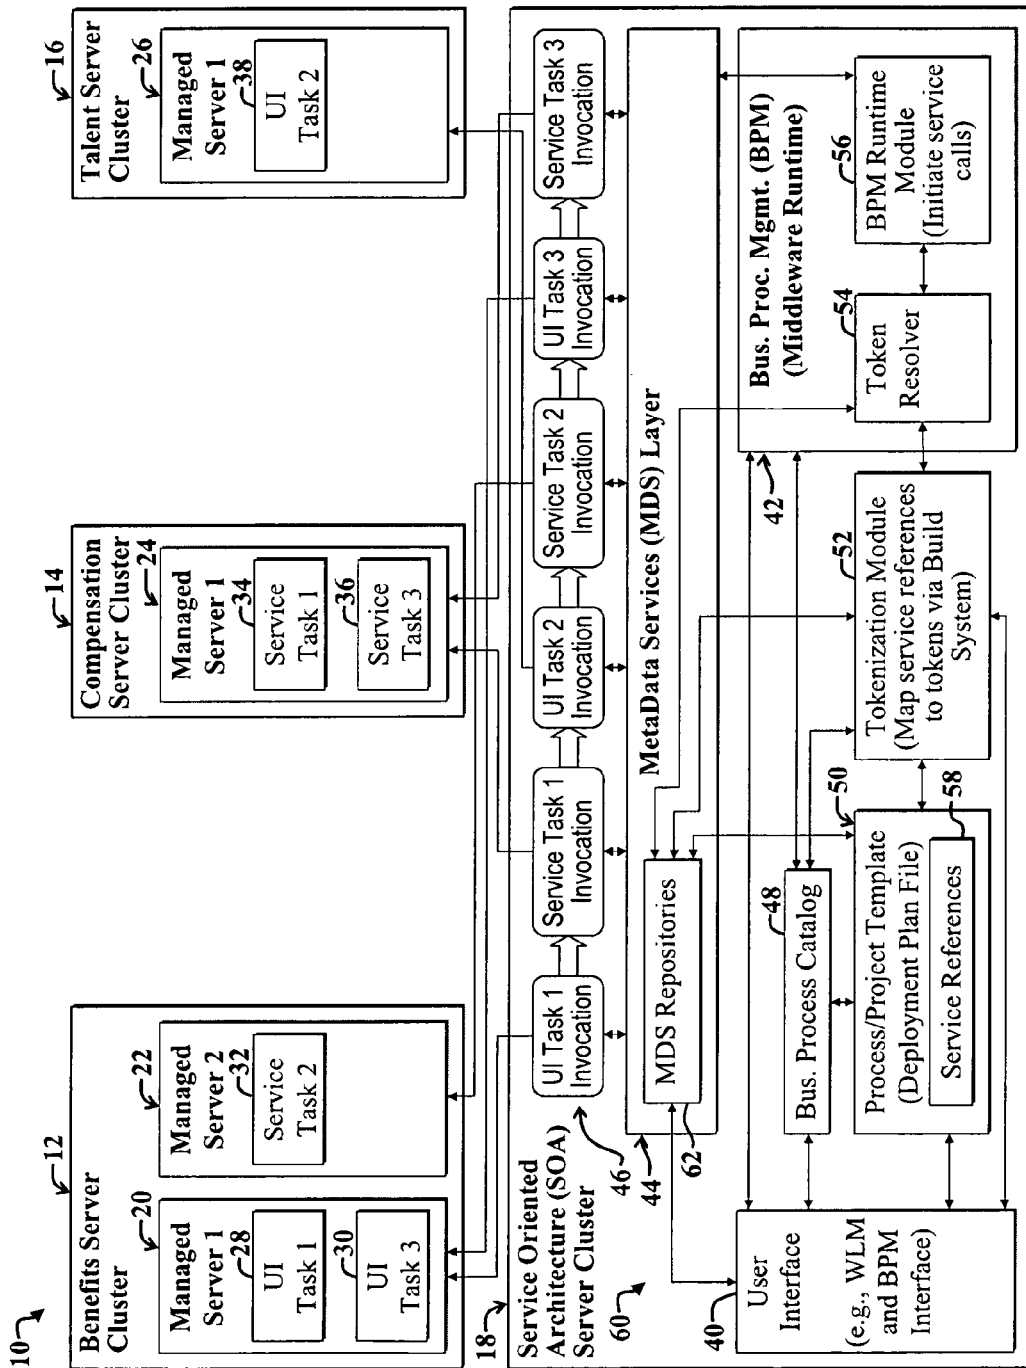 10
Benefits Server
Cluster
12
Managed
Server 1
20
UI
Task 1
28
UI
Task 3
30
Managed
Server 2
22
Service
Task 2
32
Compensation
Server Cluster
14
Managed
Server 1
24
Service
Task 1
34
Service
Task 3
36
Talent Server
Cluster
16
Managed
Server 1
26
UI
Task 2
38
18
Service Oriented
Architecture (SOA)
Server Cluster
UI Task 1
Invocation
Service Task 1
Invocation
UI Task 2
Invocation
Service Task 2
Invocation
UI Task 3
Invocation
Service Task 3
Invocation
46
44
MetaData Services (MDS) Layer
MDS Repositories
62
60
40
User
Interface
(e.g., WLM
and BPM
Interface)
Bus. Process Catalog
48
Process/Project Template
(Deployment Plan File)
50
Service References
58
Tokenization Module
(Map service references
to tokens via Build
System)
52
42
Bus. Proc. Mgmt. (BPM)
(Middleware Runtime)
Token
Resolver
54
BPM Runtime
Module
(Initiate service
calls)
56